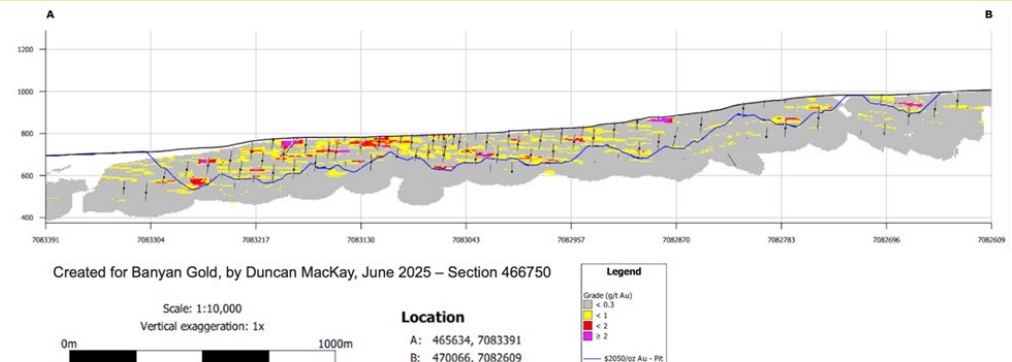 A B
1200
1000
800
600
400
7083391 7083304 7083217 7083130 7083043 7082957 7082870 7082783 7082696 7082609
Created for Banyan Gold, by Duncan MacKay, June 2025 – Section 466750
Legend
Scale: 1:10,000
Vertical exaggeration: 1x
0m 1000m
Location
A: 465634, 7083391
B: 470066, 7082609
Grade (g/t Au)
< 0.3
< 1
< 2
≥ 2
$2050/oz Au - Pit